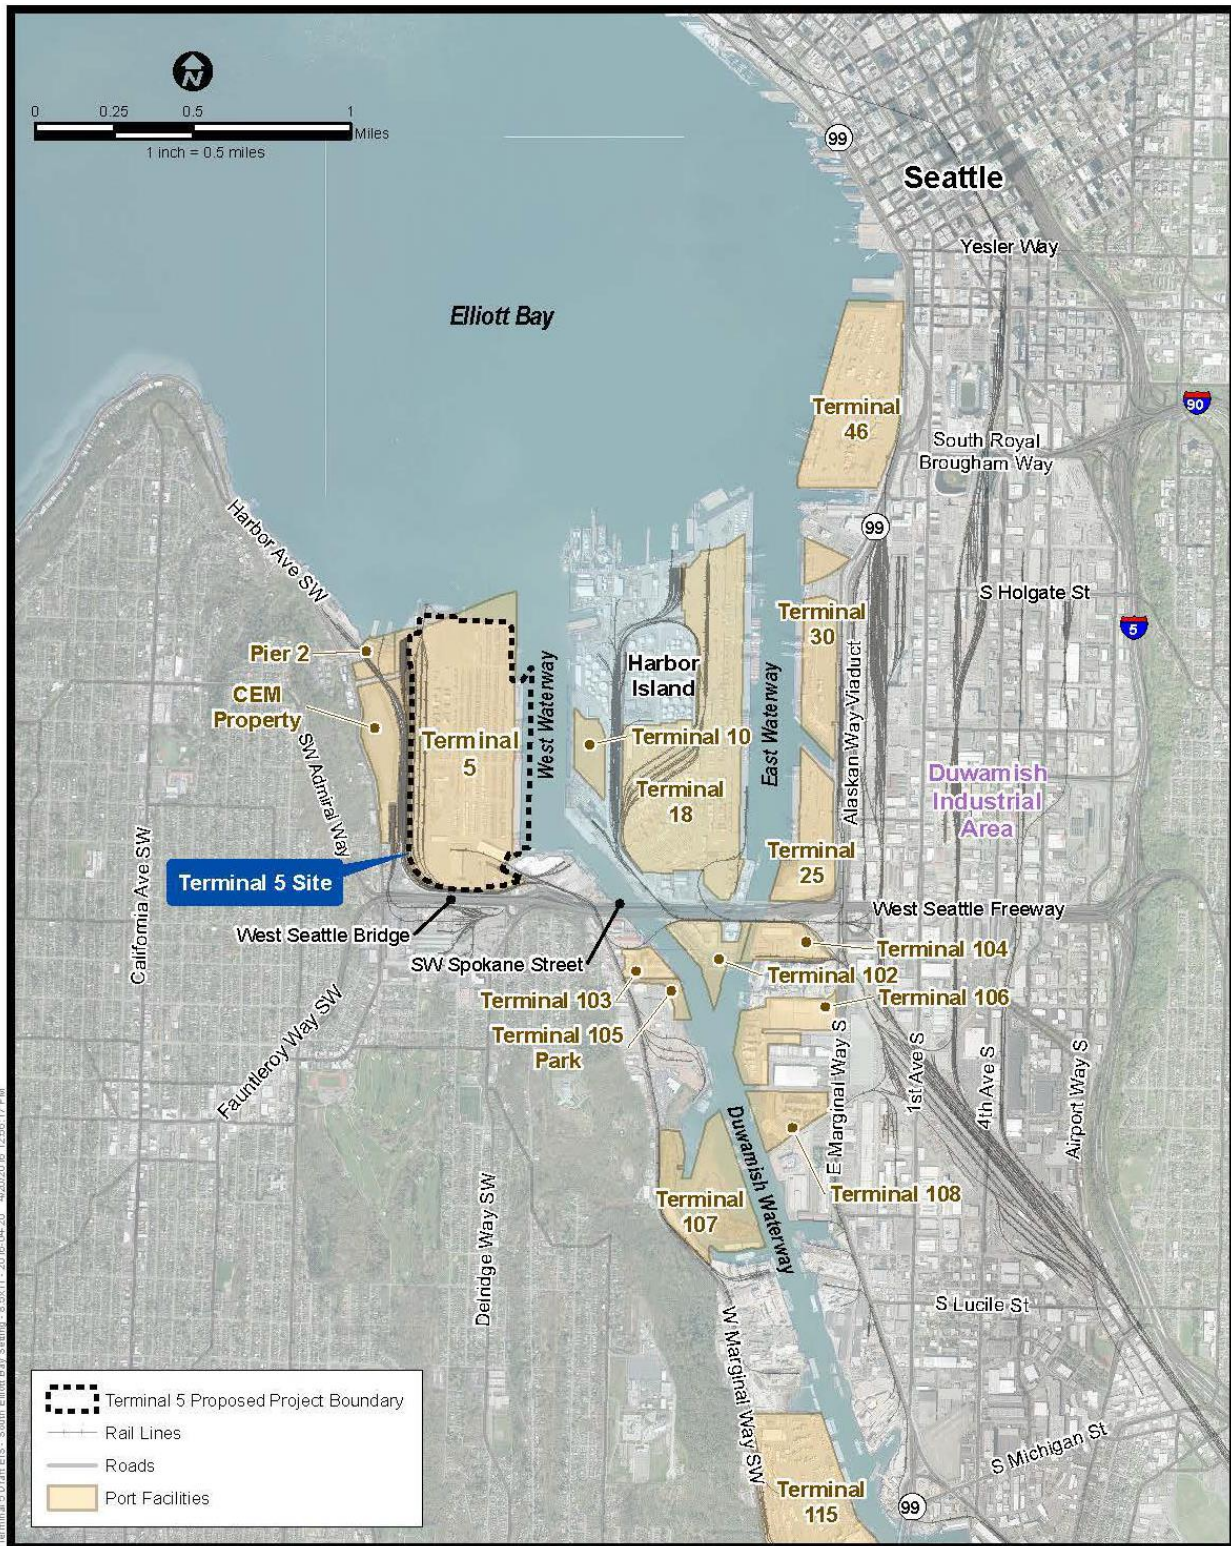 N
0 0.25 0.5 1
Miles
1 inch = 0.5 miles
99
Seattle
Yesler Way
Elliott Bay
90
Terminal
46
South Royal
Brougham Way
Harbor Ave SW
99
S Holgate St
5
Terminal
30
Pier 2
Harbor
Island
CEM
Property
Terminal
5
West Waterway
Terminal 10
East Waterway
Alaskan Way Viaduct
SW Admiral Way
Terminal
18
Duwamish
Industrial
Area
California Ave SW
Terminal 5 Site
Terminal
25
West Seattle Freeway
West Seattle Bridge
SW Spokane Street
Terminal 104
Terminal 102
Terminal 103
Terminal 106
Terminal 105
Park
Fauntleroy Way SW
E Marginal Way S
1st Ave S
4th Ave S
Airport Way S
Duwamish Waterway
Terminal 108
Terminal
107
Delridge Way SW
S Lucile St
W Marginal Way SW
S Michigan St
Terminal
115
99
Terminal 5 Proposed Project Boundary
Rail Lines
Roads
Port Facilities